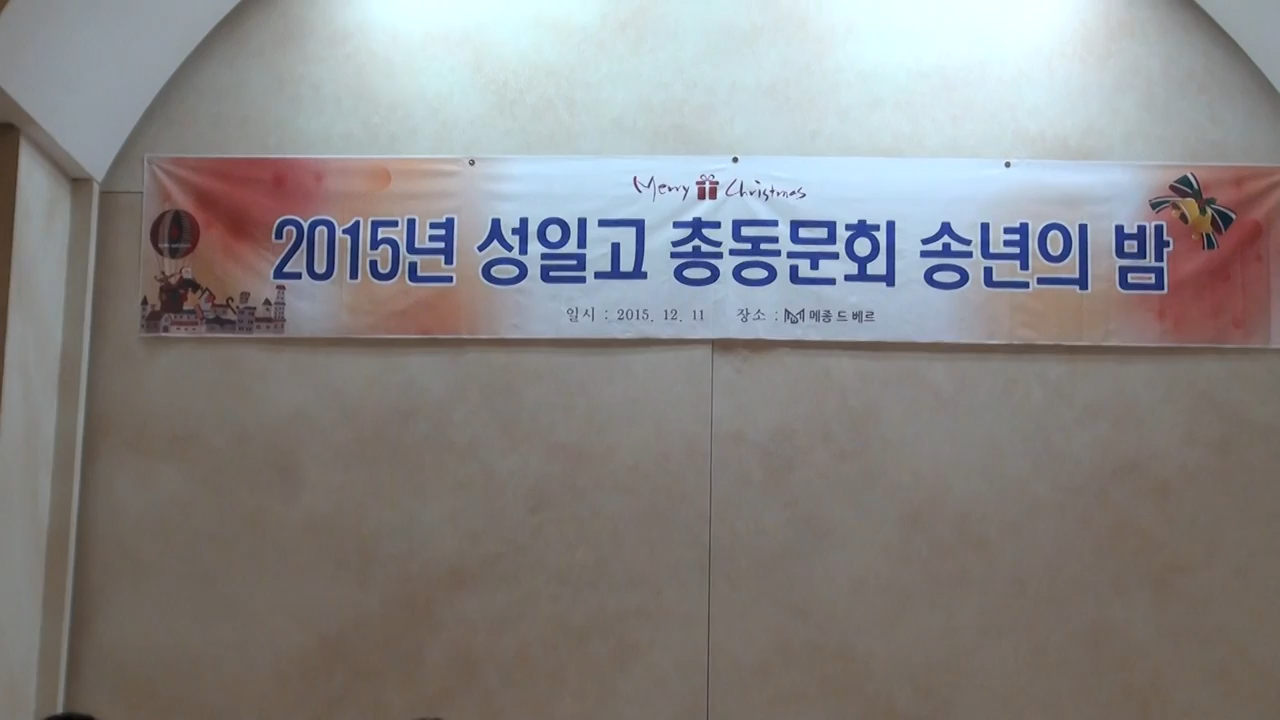 Merry Christmas
2015년 성일고 총동문회 송년의 밤
일시 : 2015. 12. 11 장소 : 메종 드 베르